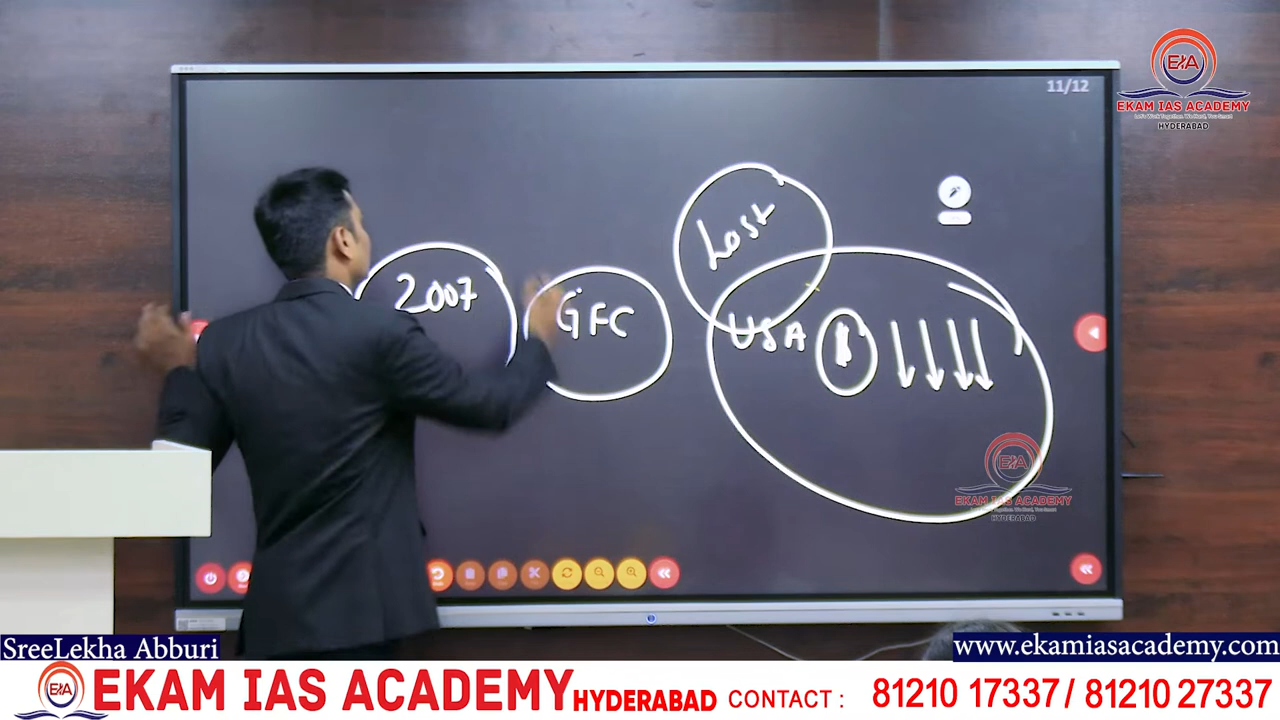 11/12
EKAM IAS ACADEMY
HYDERABAD
Lost
2007
GFC
USA
EKAM IAS ACADEMY
HYDERABAD
SreeLekha Abburi
www.ekamiasacademy.com
EKAM IAS ACADEMY HYDERABAD CONTACT : 81210 17337 / 81210 27337